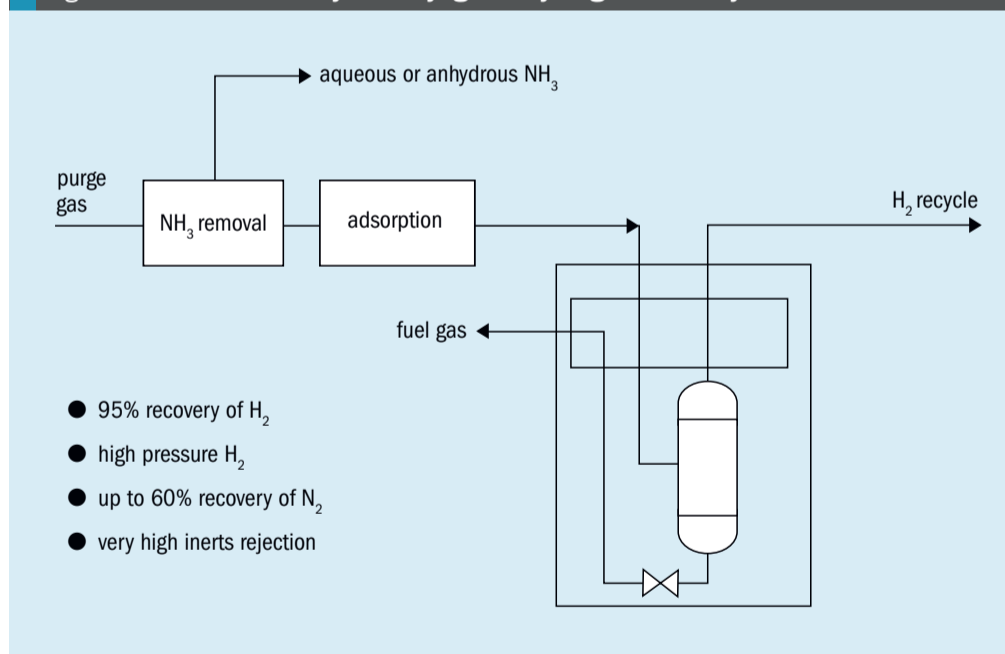 aqueous or anhydrous NH₃
purge
gas
NH₃ removal
adsorption
H₂ recycle
fuel gas
● 95% recovery of H₂
● high pressure H₂
● up to 60% recovery of N₂
● very high inerts rejection